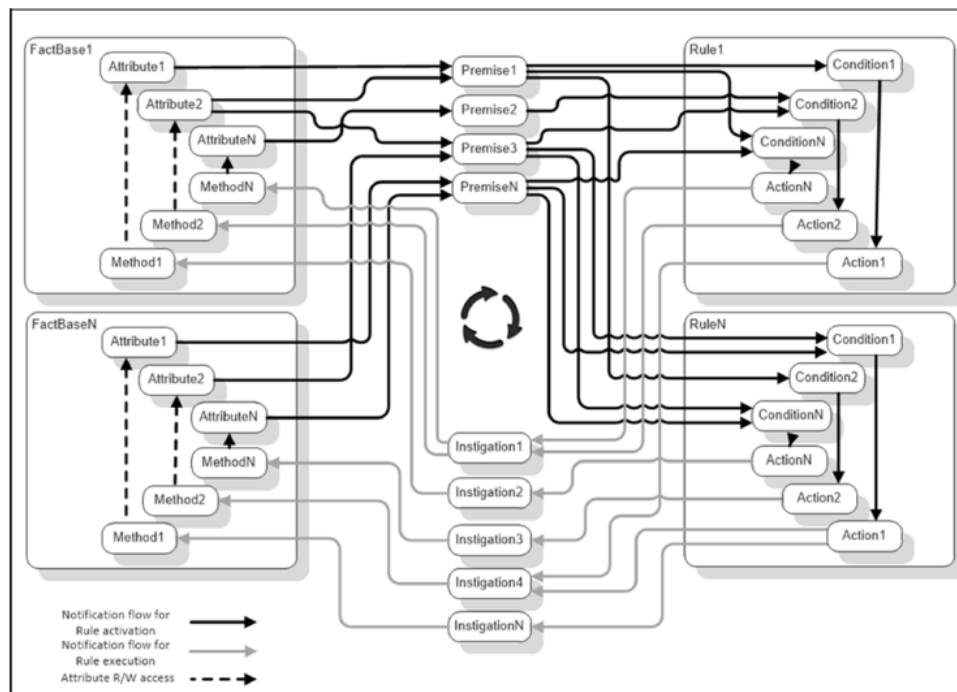 FactBase1
Attribute1
Attribute2
AttributeN
MethodN
Method2
Method1
Premise1
Premise2
Premise3
PremiseN
Rule1
Condition1
Condition2
ConditionN
ActionN
Action2
Action1
FactBaseN
Attribute1
Attribute2
AttributeN
MethodN
Method2
Method1
Instigation1
Instigation2
Instigation3
Instigation4
InstigationN
RuleN
Condition1
Condition2
ConditionN
ActionN
Action2
Action1
Notification flow for
Rule activation
Notification flow for
Rule execution
Attribute R/W access